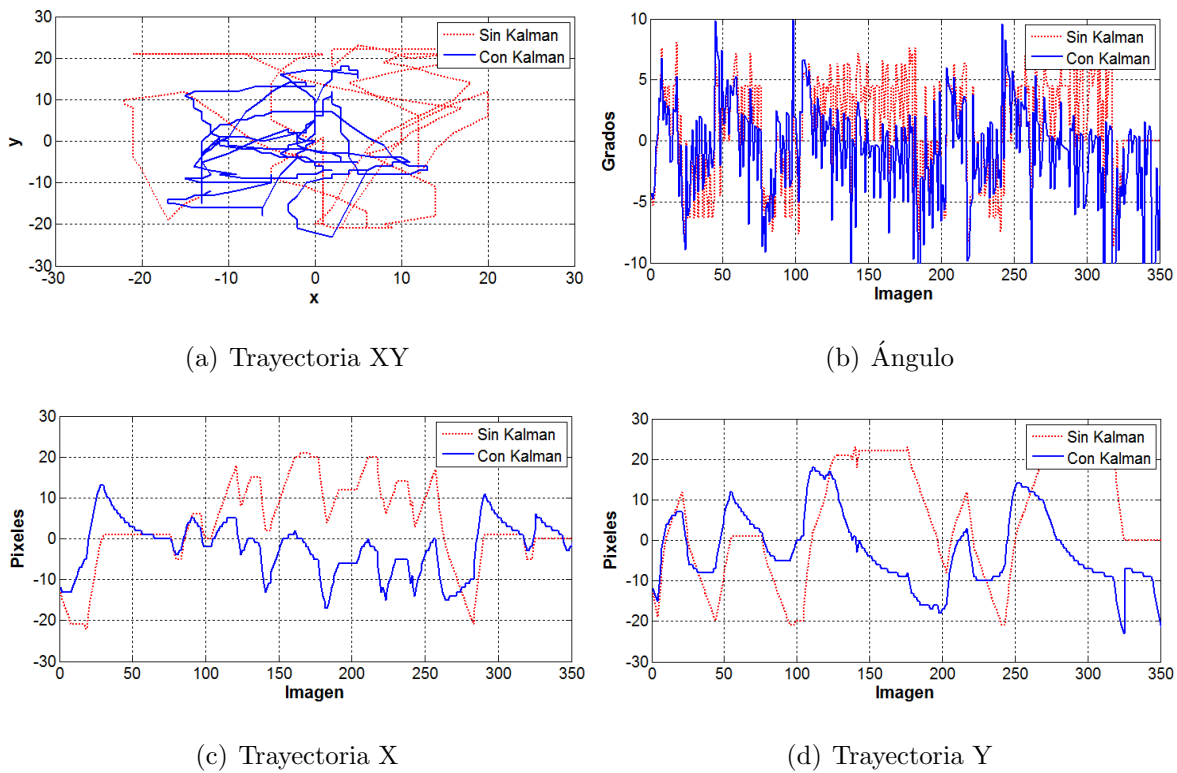 30
20
10
0
-10
-20
-30
y
-30 -20 -10 0 10 20 30
x
Sin Kalman
Con Kalman
(a) Trayectoria XY
10
5
0
-5
-10
Grados
0 50 100 150 200 250 300 350
Imagen
Sin Kalman
Con Kalman
(b) Ángulo
30
20
10
0
-10
-20
-30
Pixeles
0 50 100 150 200 250 300 350
Imagen
Sin Kalman
Con Kalman
(c) Trayectoria X
30
20
10
0
-10
-20
-30
Pixeles
0 50 100 150 200 250 300 350
Imagen
Sin Kalman
Con Kalman
(d) Trayectoria Y